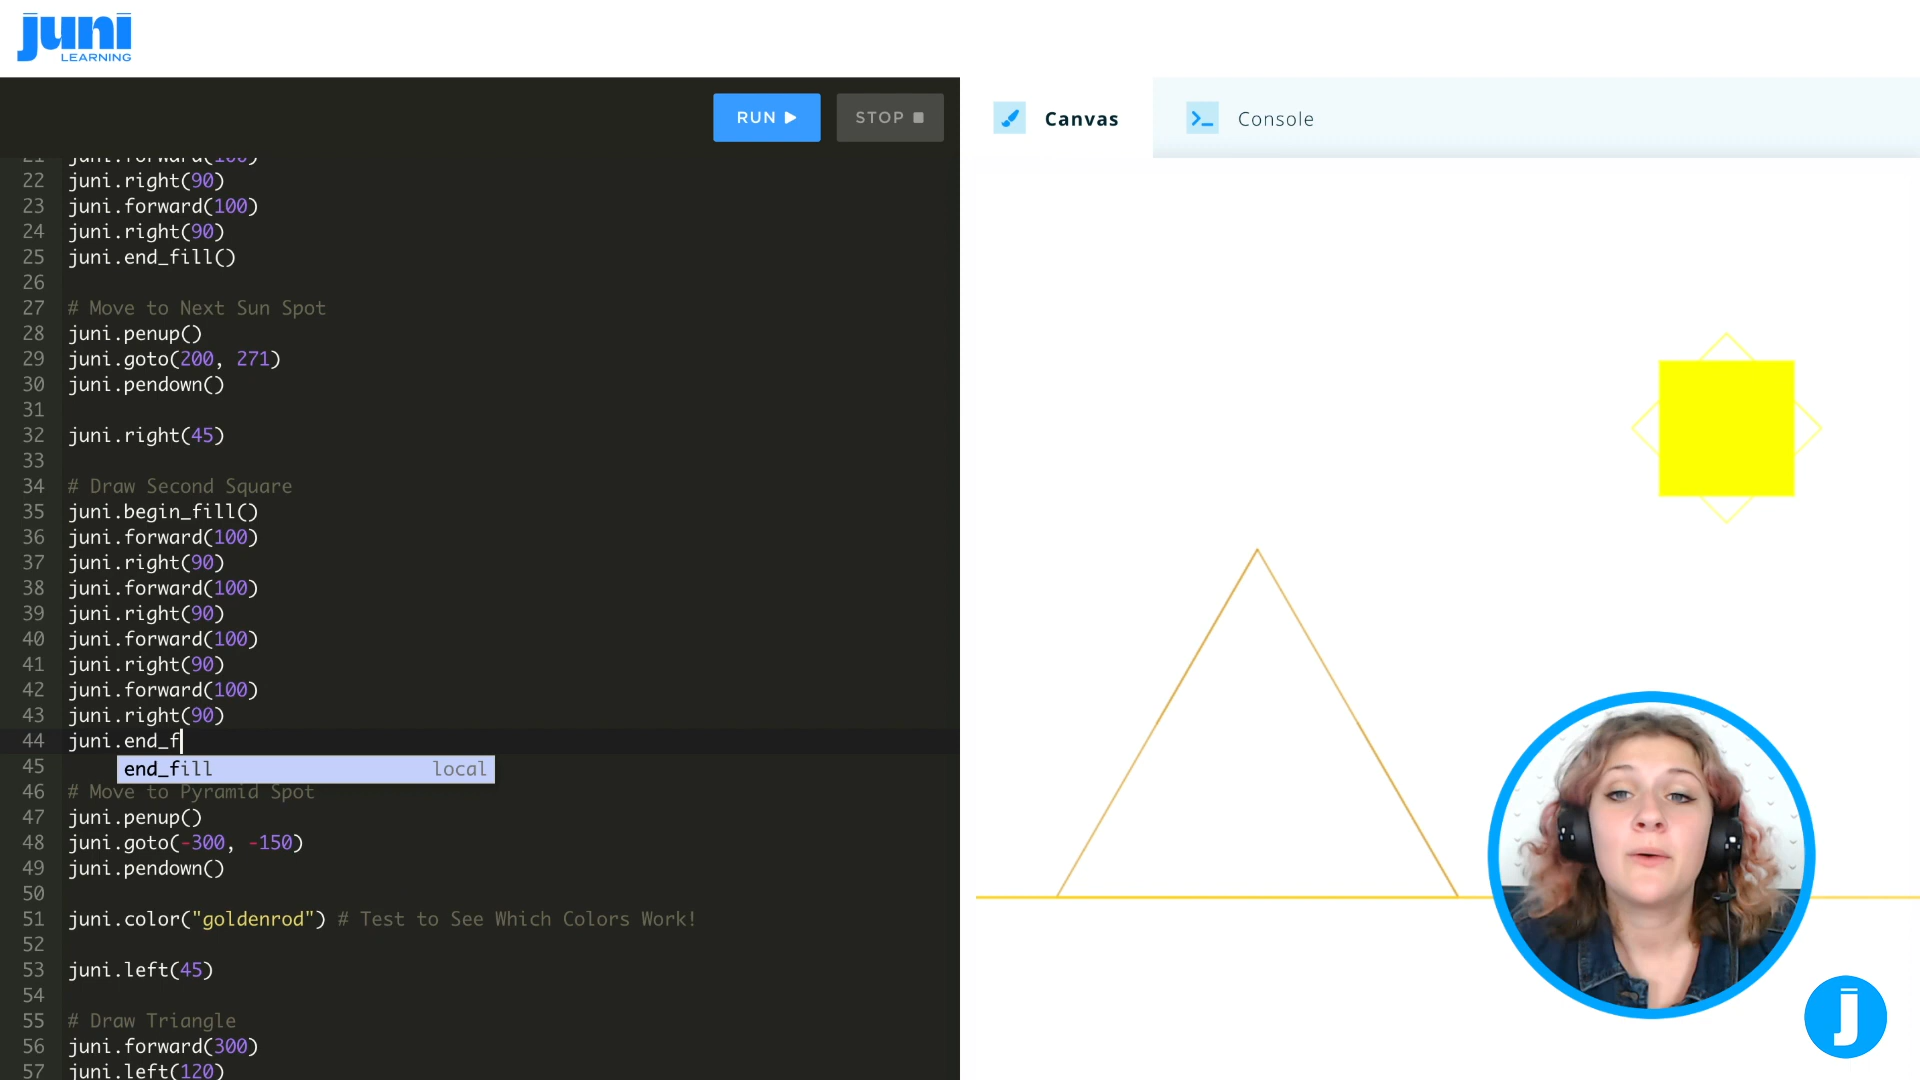 juni
LEARNING
RUN
STOP
Canvas
Console
21 juni.forward(100)
22 juni.right(90)
23 juni.forward(100)
24 juni.right(90)
25 juni.end_fill()
26
27 # Move to Next Sun Spot
28 juni.penup()
29 juni.goto(200, 271)
30 juni.pendown()
31
32 juni.right(45)
33
34 # Draw Second Square
35 juni.begin_fill()
36 juni.forward(100)
37 juni.right(90)
38 juni.forward(100)
39 juni.right(90)
40 juni.forward(100)
41 juni.right(90)
42 juni.forward(100)
43 juni.right(90)
44 juni.end_f
45 end_fill local
46 # Move to Pyramid Spot
47 juni.penup()
48 juni.goto(-300, -150)
49 juni.pendown()
50
51 juni.color("goldenrod") # Test to See Which Colors Work!
52
53 juni.left(45)
54
55 # Draw Triangle
56 juni.forward(300)
57 juni.left(120)
J